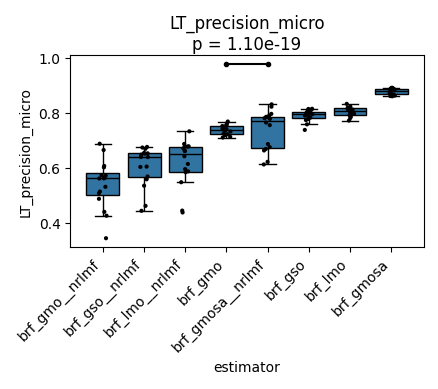 LT_precision_micro
p = 1.10e-19
LT_precision_micro
1.0
0.8
0.6
0.4
brf_gmo__nrlmf
brf_gso__nrlmf
brf_lmo__nrlmf
brf_gmo
brf_gmosa__nrlmf
brf_gso
brf_lmo
brf_gmosa
estimator